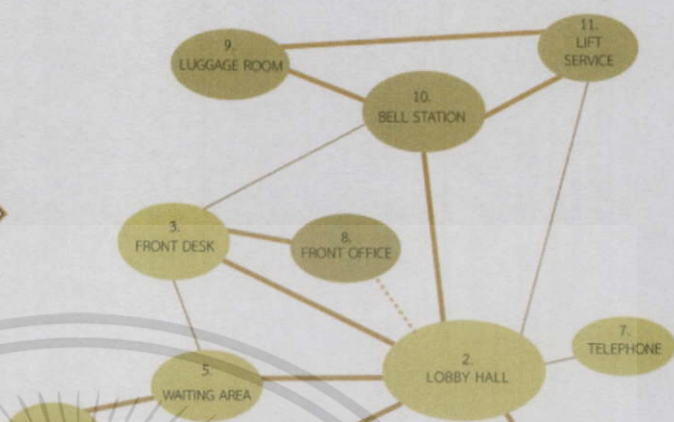 9.
LUGGAGE ROOM
11.
LIFT
SERVICE
10.
BELL STATION
3.
FRONT DESK
8.
FRONT OFFICE
7.
TELEPHONE
2.
LOBBY HALL
5.
WAITING AREA